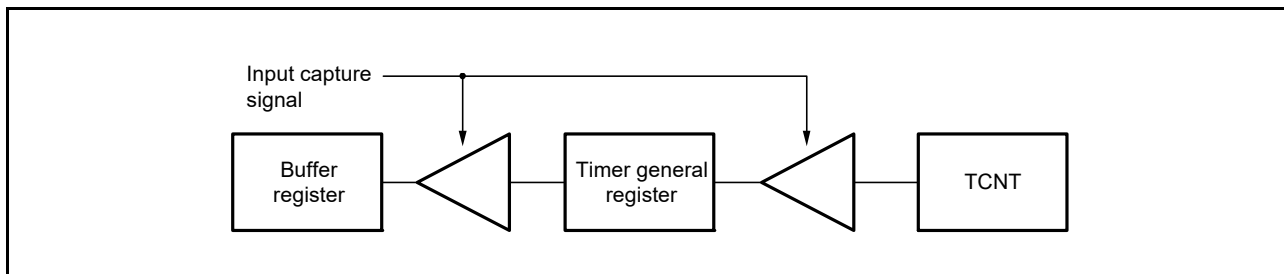 Input capture
signal
Buffer
register
Timer general
register
TCNT